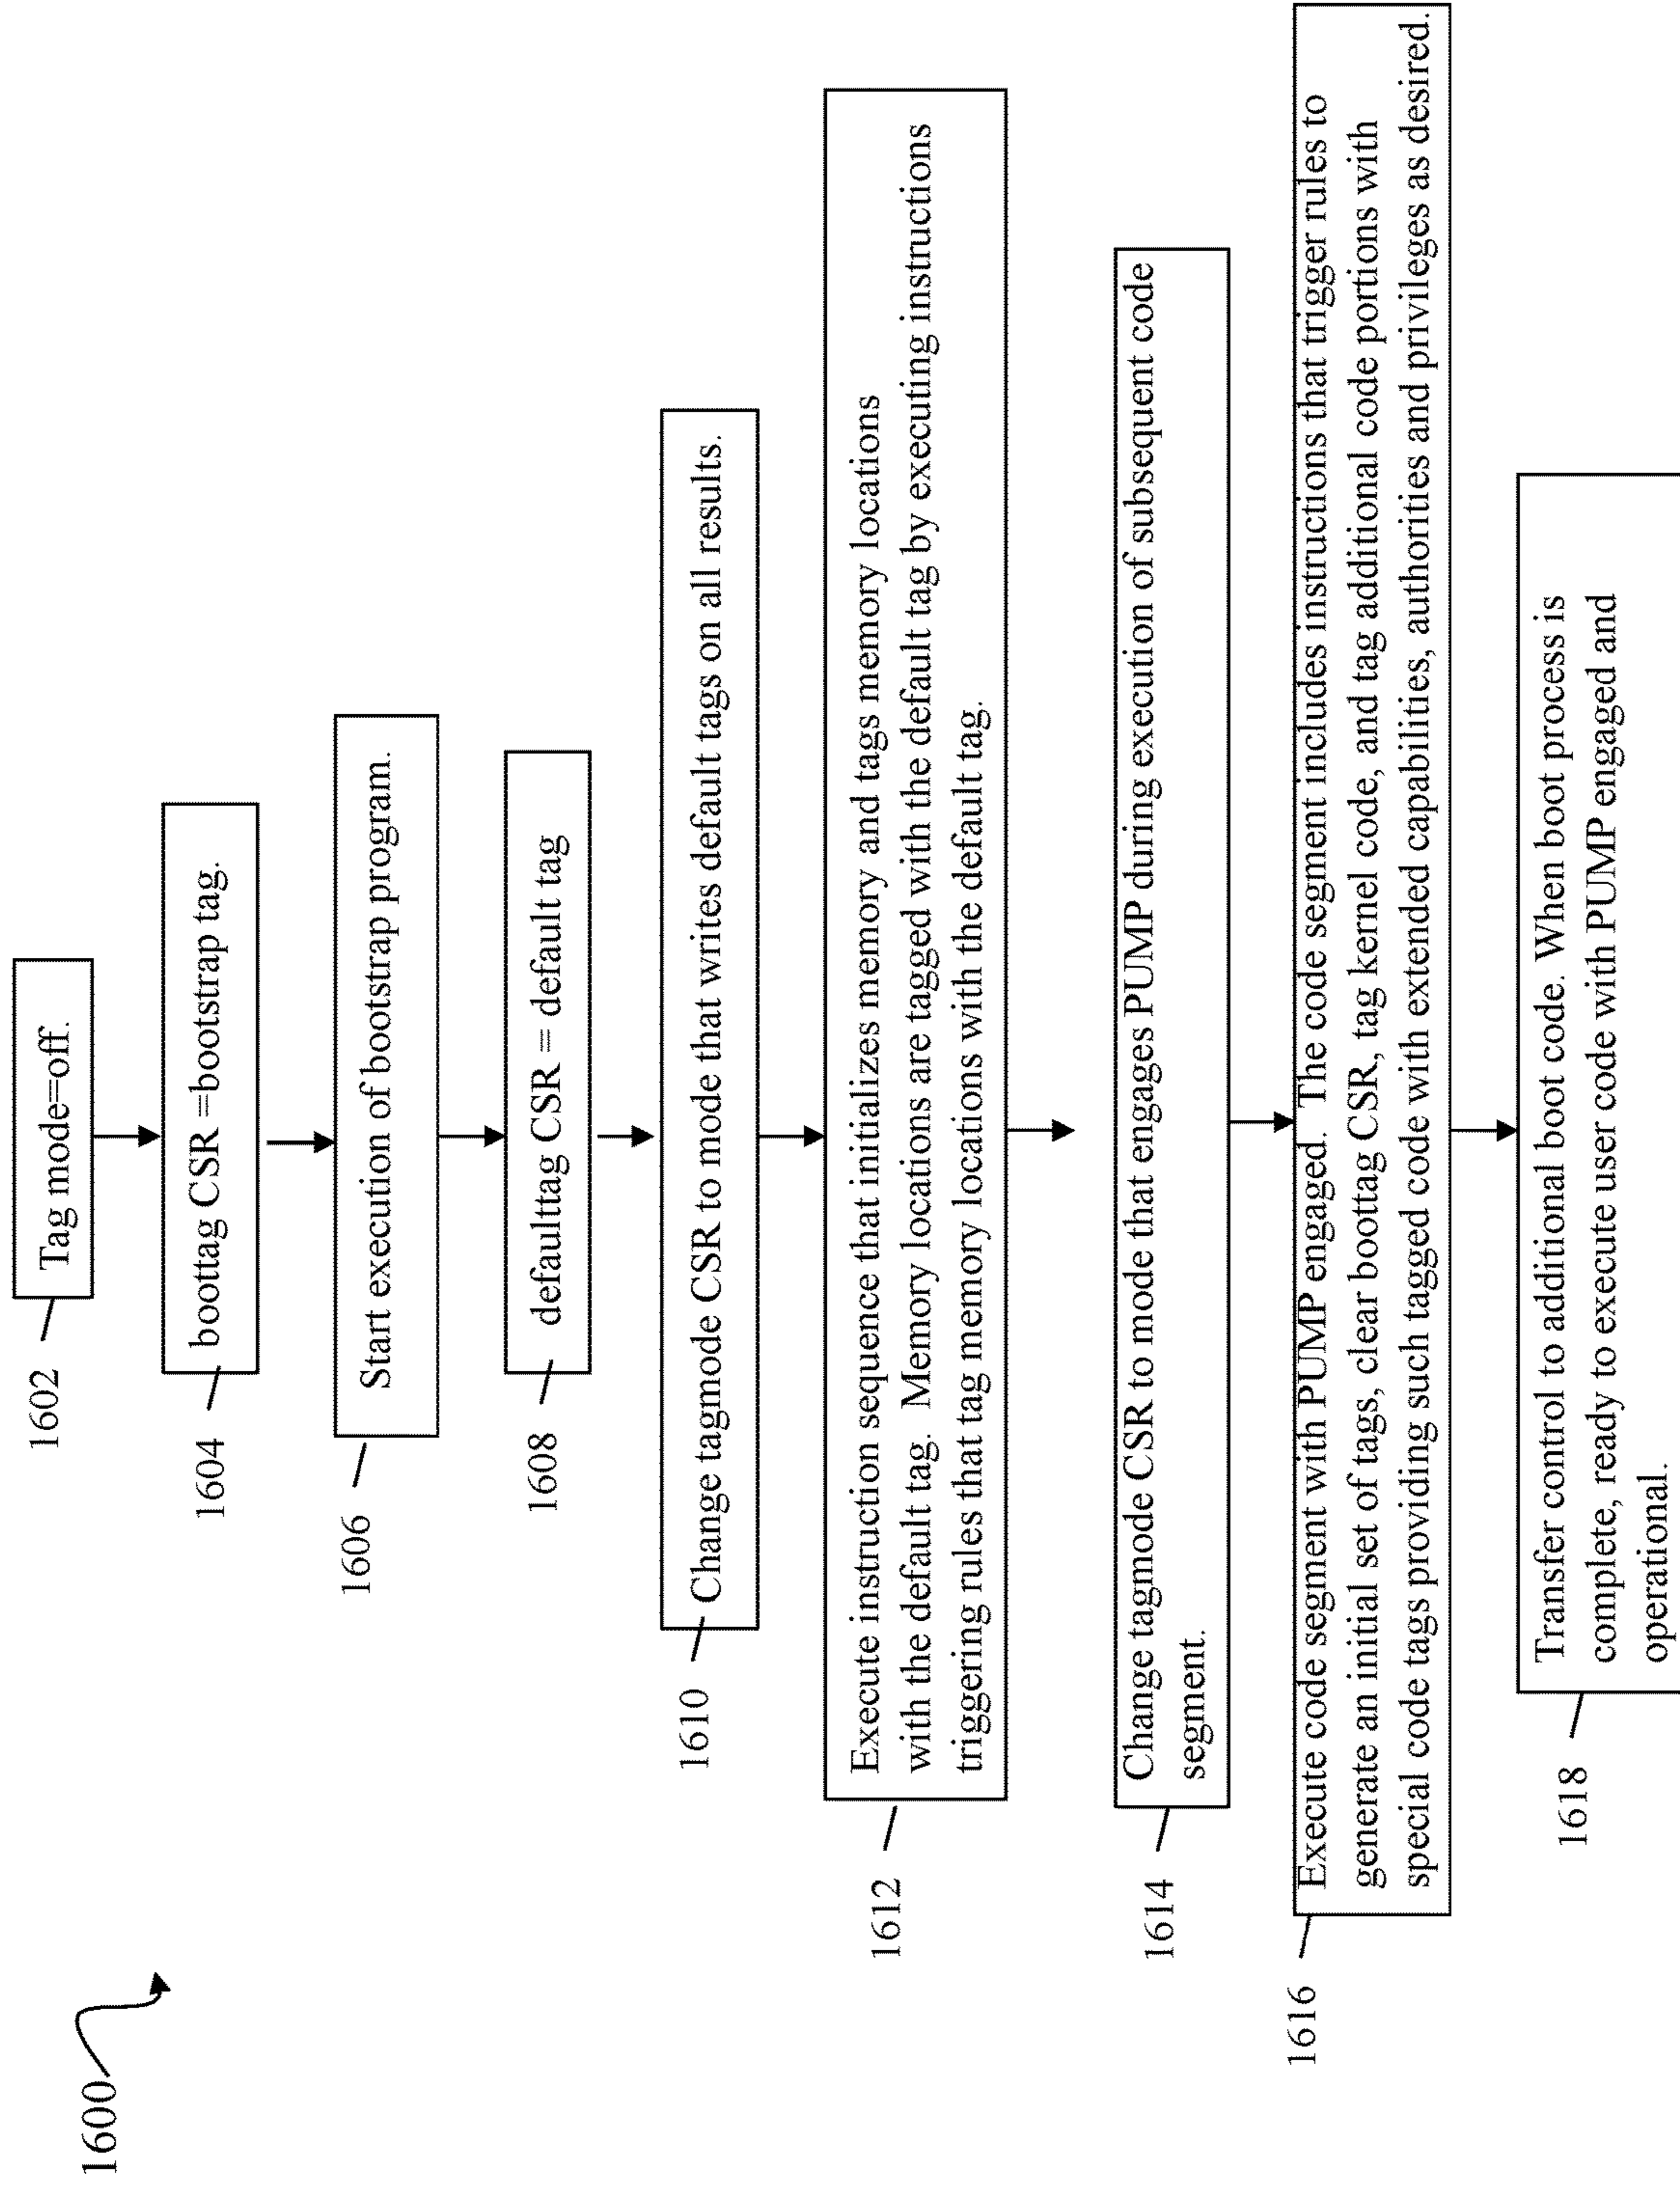 1600
1602
Tag mode=off.
1604
boottag CSR =bootstrap tag.
1606
Start execution of bootstrap program.
1608
defaulttag CSR = default tag
1610
Change tagmode CSR to mode that writes default tags on all results.
1612
Execute instruction sequence that initializes memory and tags memory locations
with the default tag. Memory locations are tagged with the default tag by executing instructions
triggering rules that tag memory locations with the default tag.
1614
Change tagmode CSR to mode that engages PUMP during execution of subsequent code
segment.
1616
Execute code segment with PUMP engaged. The code segment includes instructions that trigger rules to
generate an initial set of tags, clear boottag CSR, tag kernel code, and tag additional code portions with
special code tags providing such tagged code with extended capabilities, authorities and privileges as desired.
1618
Transfer control to additional boot code. When boot process is
complete, ready to execute user code with PUMP engaged and
operational.